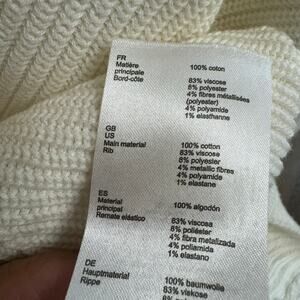 FR
Matière 100% coton
principale
Bord-côte 83% viscose
8% polyester
4% fibres métallisées
(polyester)
4% polyamide
1% elasthanne
GB
US
Main material 100% cotton
Rib 83% viscose
8% polyester
4% metallic fibres
4% polyamide
1% elastane
ES
Material 100% algodón
principal
Remate elástico 83% viscosa
8% poliéster
4% fibra metalizada
4% poliamida
1% elastano
DE
Hauptmaterial 100% baumwolle
Rippe 83% viskose